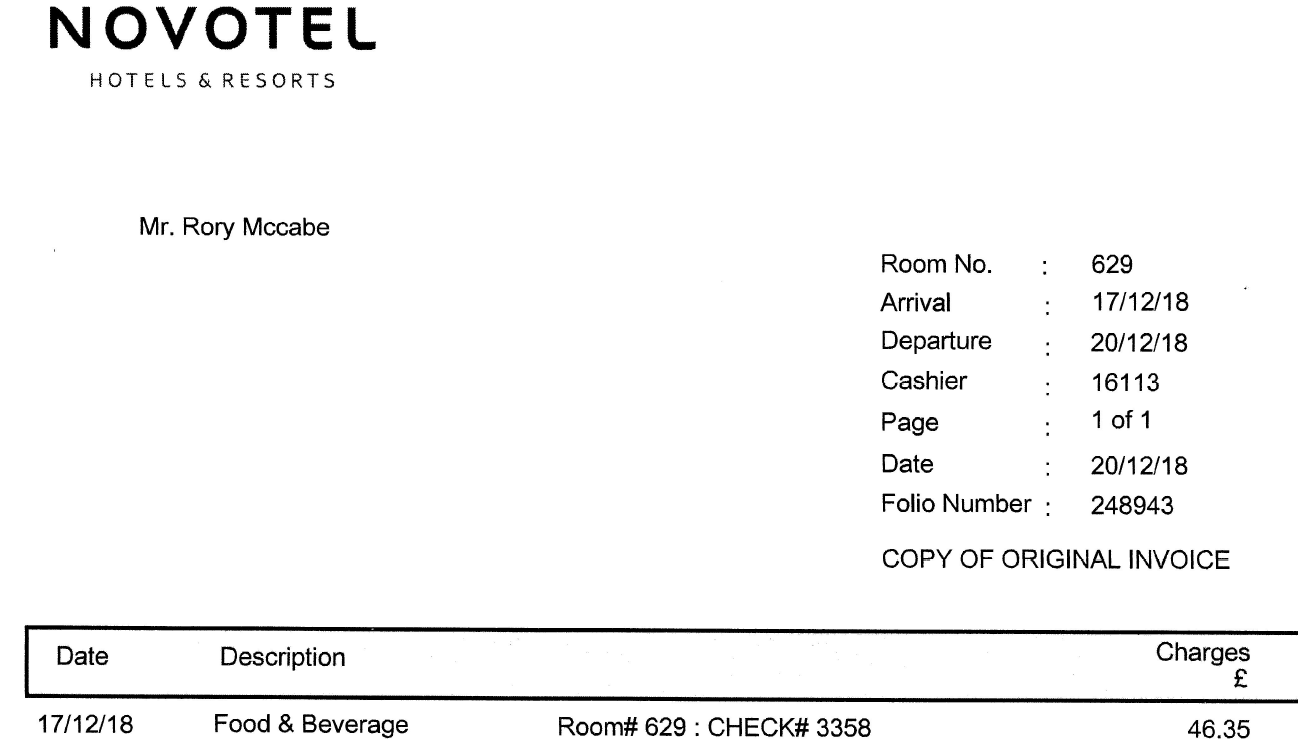 NOVOTEL
HOTELS & RESORTS
Mr. Rory Mccabe
Room No. : 629
Arrival : 17/12/18
Departure : 20/12/18
Cashier : 16113
Page : 1 of 1
Date : 20/12/18
Folio Number : 248943
COPY OF ORIGINAL INVOICE
Date Description Charges
£
17/12/18 Food & Beverage Room# 629 : CHECK# 3358 46.35